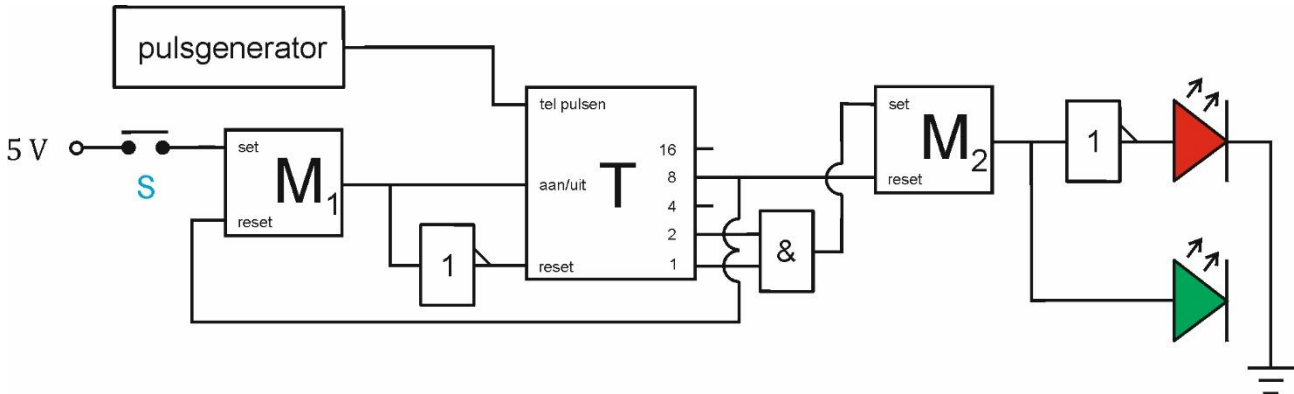 pulsgenerator
5 V
S
set
M1
reset
1
tel pulsen
aan/uit
T
reset
16
8
4
2
1
&
set
M2
reset
1